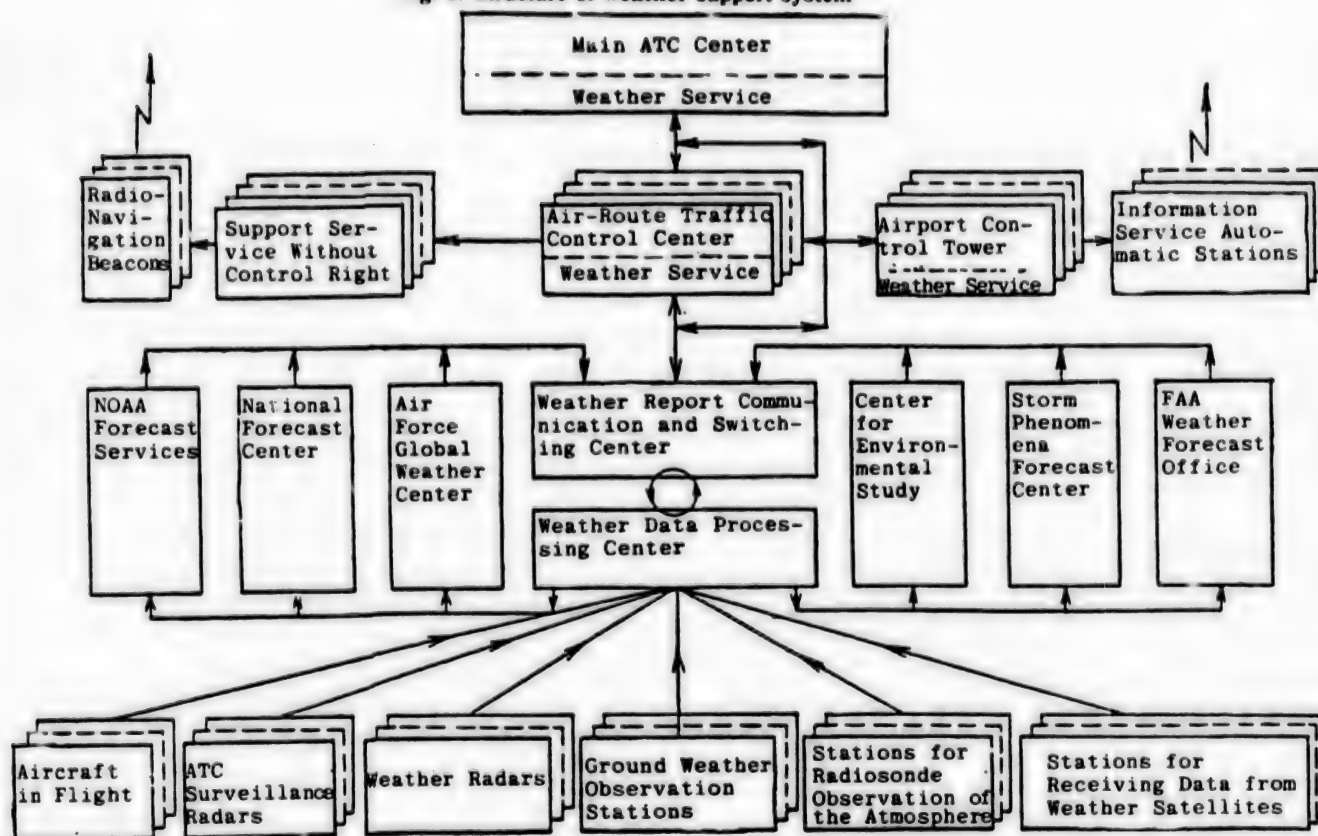 weather support system
Main ATC Center
Weather Service
Radio-
Navi-
gation
Beacons
Support Ser-
vice Without
Control Right
Air-Route Traffic
Control Center
Weather Service
Airport Con-
trol Tower
Weather Service
Information
Service Auto-
matic Stations
NOAA
Forecast
Services
National
Forecast
Center
Air
Force
Global
Weather
Center
Weather Report Commu-
nication and Switch-
ing Center
Center
for
Environ-
mental
Study
Storm
Phenom-
ena
Forecast
Center
FAA
Weather
Forecast
Office
Weather Data Proces-
sing Center
Aircraft
in Flight
ATC
Surveillance
Radars
Weather Radars
Ground Weather
Observation
Stations
Stations for
Radiosonde
Observation of
the Atmosphere
Stations for
Receiving Data from
Weather Satellites